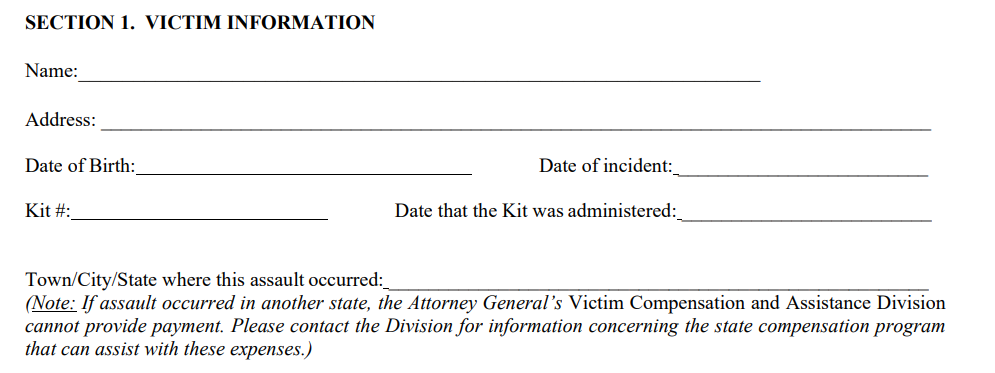 SECTION 1. VICTIM INFORMATION
Name:
Address:
Date of Birth: Date of incident:
Kit #: Date that the Kit was administered:
Town/City/State where this assault occurred:
(Note: If assault occurred in another state, the Attorney General’s Victim Compensation and Assistance Division
cannot provide payment. Please contact the Division for information concerning the state compensation program
that can assist with these expenses.)